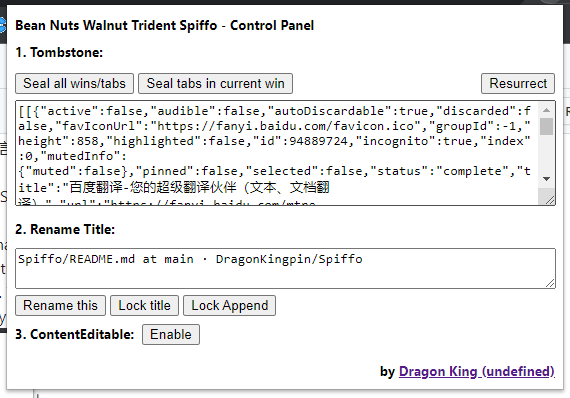 Bean Nuts Walnut Trident Spiffo - Control Panel
1. Tombstone:
Seal all wins/tabs Seal tabs in current win Resurrect
[[{"active":false,"audible":false,"autoDiscardable":true,"discarded":f
alse,"favIconUrl":"https://fanyi.baidu.com/favicon.ico","groupId":-1,"
height":858,"highlighted":false,"id":94889724,"incognito":true,"index"
:0,"mutedInfo":
{"muted":false},"pinned":false,"selected":false,"status":"complete","t
itle":"百度翻译-您的超级翻译伙伴（文本、文档翻
译）","url":"https://fanyi.baidu.com/mtpe-
2. Rename Title:
Spiffo/README.md at main · DragonKingpin/Spiffo
Rename this Lock title Lock Append
3. ContentEditable: Enable
by Dragon King (undefined)